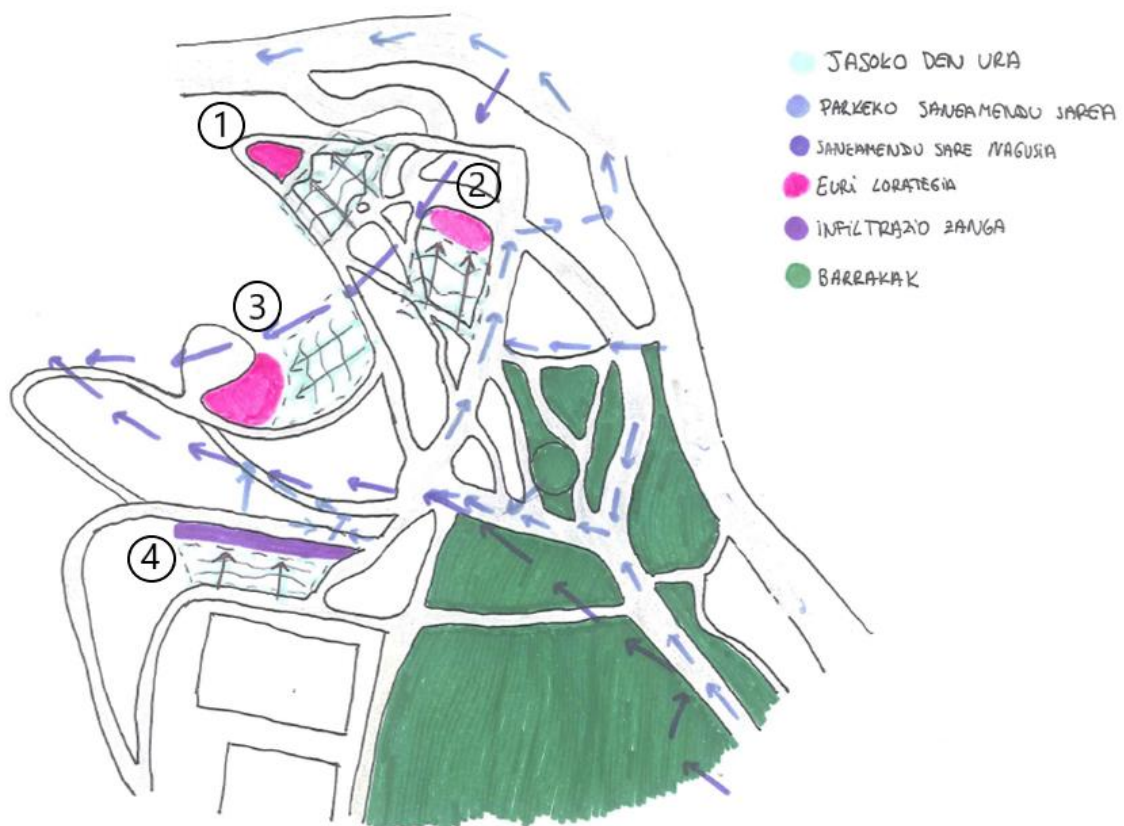 JASOKO DEN URA
PARKEKO SANEAMENDU SAREA
SANEAMENDU SARE NAGUSIA
EURI LORATEGIA
INFILTRAZIO ZANGA
BARRAKAK
1
2
3
4